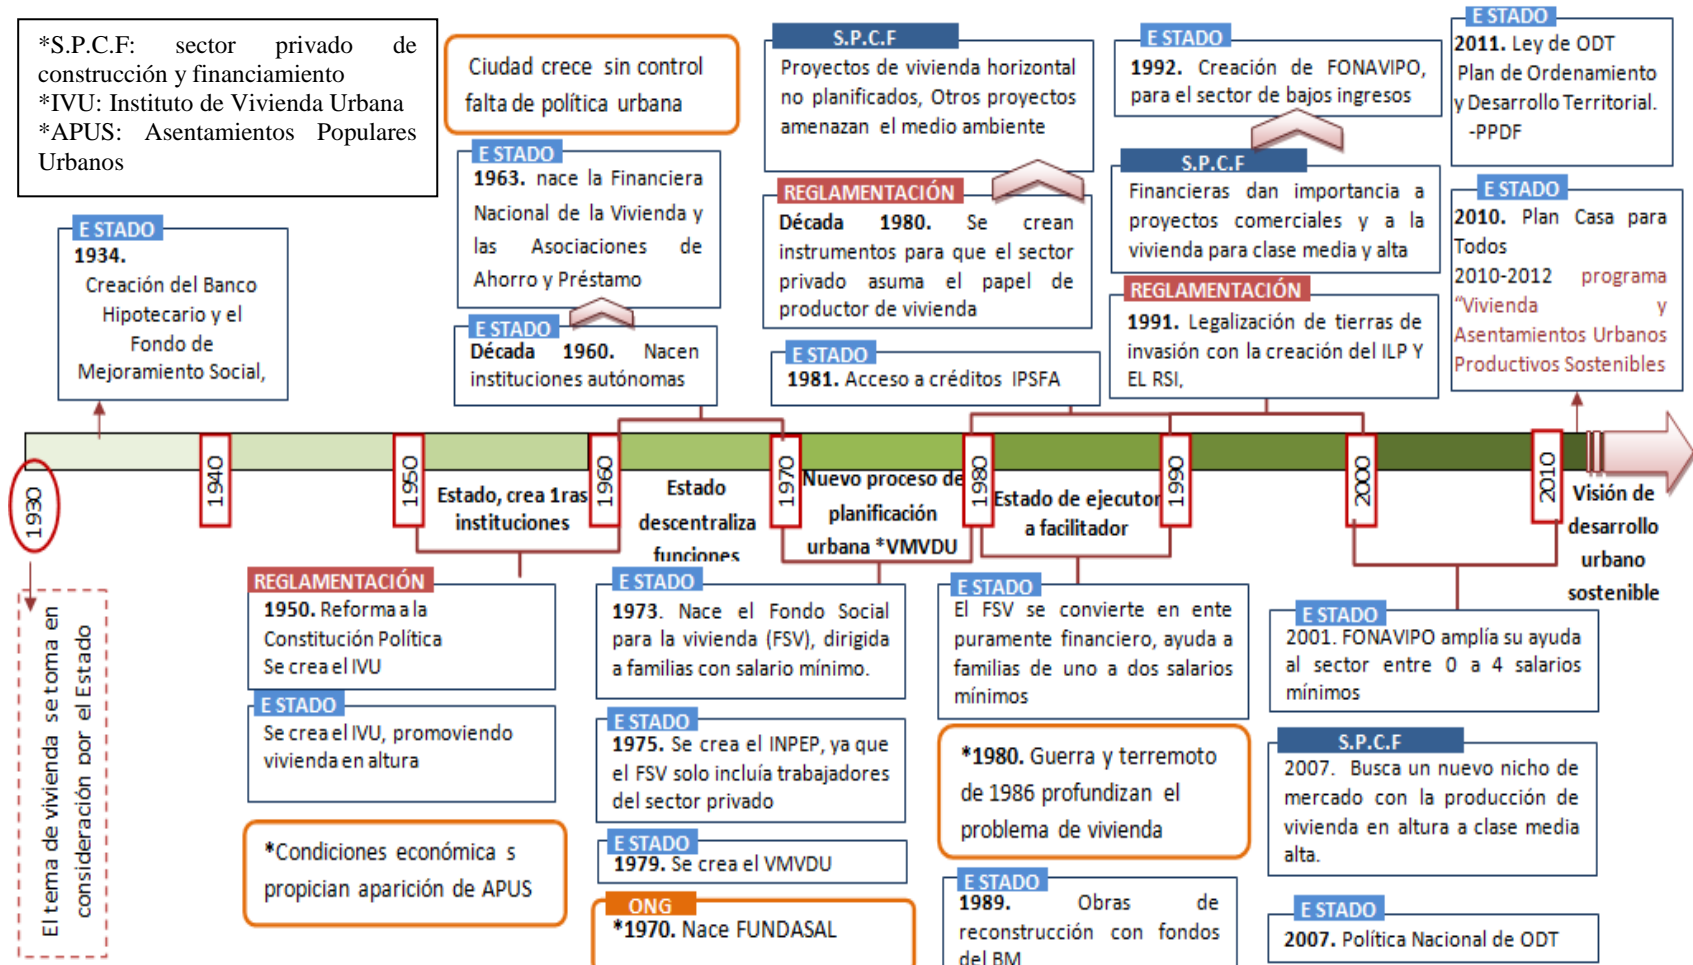 *S.P.C.F: sector privado de
construcción y financiamiento
*IVU: Instituto de Vivienda Urbana
*APUS: Asentamientos Populares
Urbanos
E STADO
1934.
Creación del Banco
Hipotecario y el
Fondo de
Mejoramiento Social,
Ciudad crece sin control
falta de política urbana
E STADO
1963. nace la Financiera
Nacional de la Vivienda y
las Asociaciones de
Ahorro y Préstamo
E STADO
Década 1960. Nacen
instituciones autónomas
S.P.C.F
Proyectos de vivienda horizontal
no planificados, Otros proyectos
amenazan el medio ambiente
REGLAMENTACIÓN
Década 1980. Se crean
instrumentos para que el sector
privado asuma el papel de
productor de vivienda
E STADO
1981. Acceso a créditos IPSFA
E STADO
1992. Creación de FONAVIPO,
para el sector de bajos ingresos
S.P.C.F
Financieras dan importancia a
proyectos comerciales y a la
vivienda para clase media y alta
REGLAMENTACIÓN
1991. Legalización de tierras de
invasión con la creación del ILP Y
EL RSI,
E STADO
2011. Ley de ODT
Plan de Ordenamiento
y Desarrollo Territorial.
-PPDF
E STADO
2010. Plan Casa para
Todos
2010-2012 programa
“Vivienda y
Asentamientos Urbanos
Productivos Sostenibles
1930
1940
1950
1960
1970
1980
1990
2000
2010
Estado, crea 1ras
instituciones
Estado
descentraliza
funciones
Nuevo proceso de
planificación
urbana *VMVDU
Estado de ejecutor
a facilitador
Visión de
desarrollo
urbano
sostenible
El tema de vivienda se toma en
consideración por el Estado
REGLAMENTACIÓN
1950. Reforma a la
Constitución Política
Se crea el IVU
E STADO
Se crea el IVU, promoviendo
vivienda en altura
*Condiciones económica s
propician aparición de APUS
E STADO
1973. Nace el Fondo Social
para la vivienda (FSV), dirigida
a familias con salario mínimo.
E STADO
1975. Se crea el INPEP, ya que
el FSV solo incluía trabajadores
del sector privado
E STADO
1979. Se crea el VMVDU
ONG
*1970. Nace FUNDASAL
E STADO
El FSV se convierte en ente
puramente financiero, ayuda a
familias de uno a dos salarios
mínimos
*1980. Guerra y terremoto
de 1986 profundizan el
problema de vivienda
E STADO
1989. Obras de
reconstrucción con fondos
del BM
E STADO
2001. FONAVIPO amplía su ayuda
al sector entre 0 a 4 salarios
mínimos
S.P.C.F
2007. Busca un nuevo nicho de
mercado con la producción de
vivienda en altura a clase media
alta.
E STADO
2007. Política Nacional de ODT